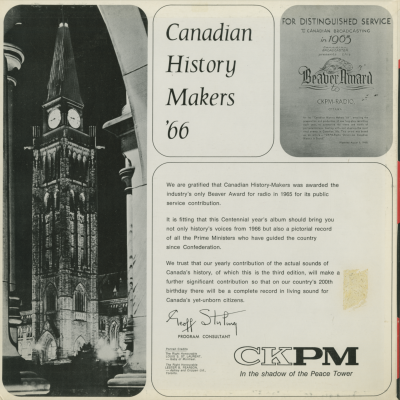 Canadian
History
Makers
'66
FOR DISTINGUISHED SERVICE
TO CANADIAN BROADCASTING
in 1965
Beaver Award
CKPM-RADIO
We are gratified that Canadian History-Makers was awarded the
industry's only Beaver Award for radio in 1965 for its public
service contribution.
It is fitting that this Centennial year's album should bring you
not only history's voices from 1966 but also a pictorial record
of all the Prime Ministers who have guided the country
since Confederation.
We trust that our yearly contribution of the actual sounds of
Canada's history, of which this is the third edition, will make a
further significant contribution so that on our country's 200th
birthday there will be a complete record in living sound for
Canada's yet-unborn citizens.
Geoff Stirling
PROGRAM CONSULTANT
CKPM
In the shadow of the Peace Tower